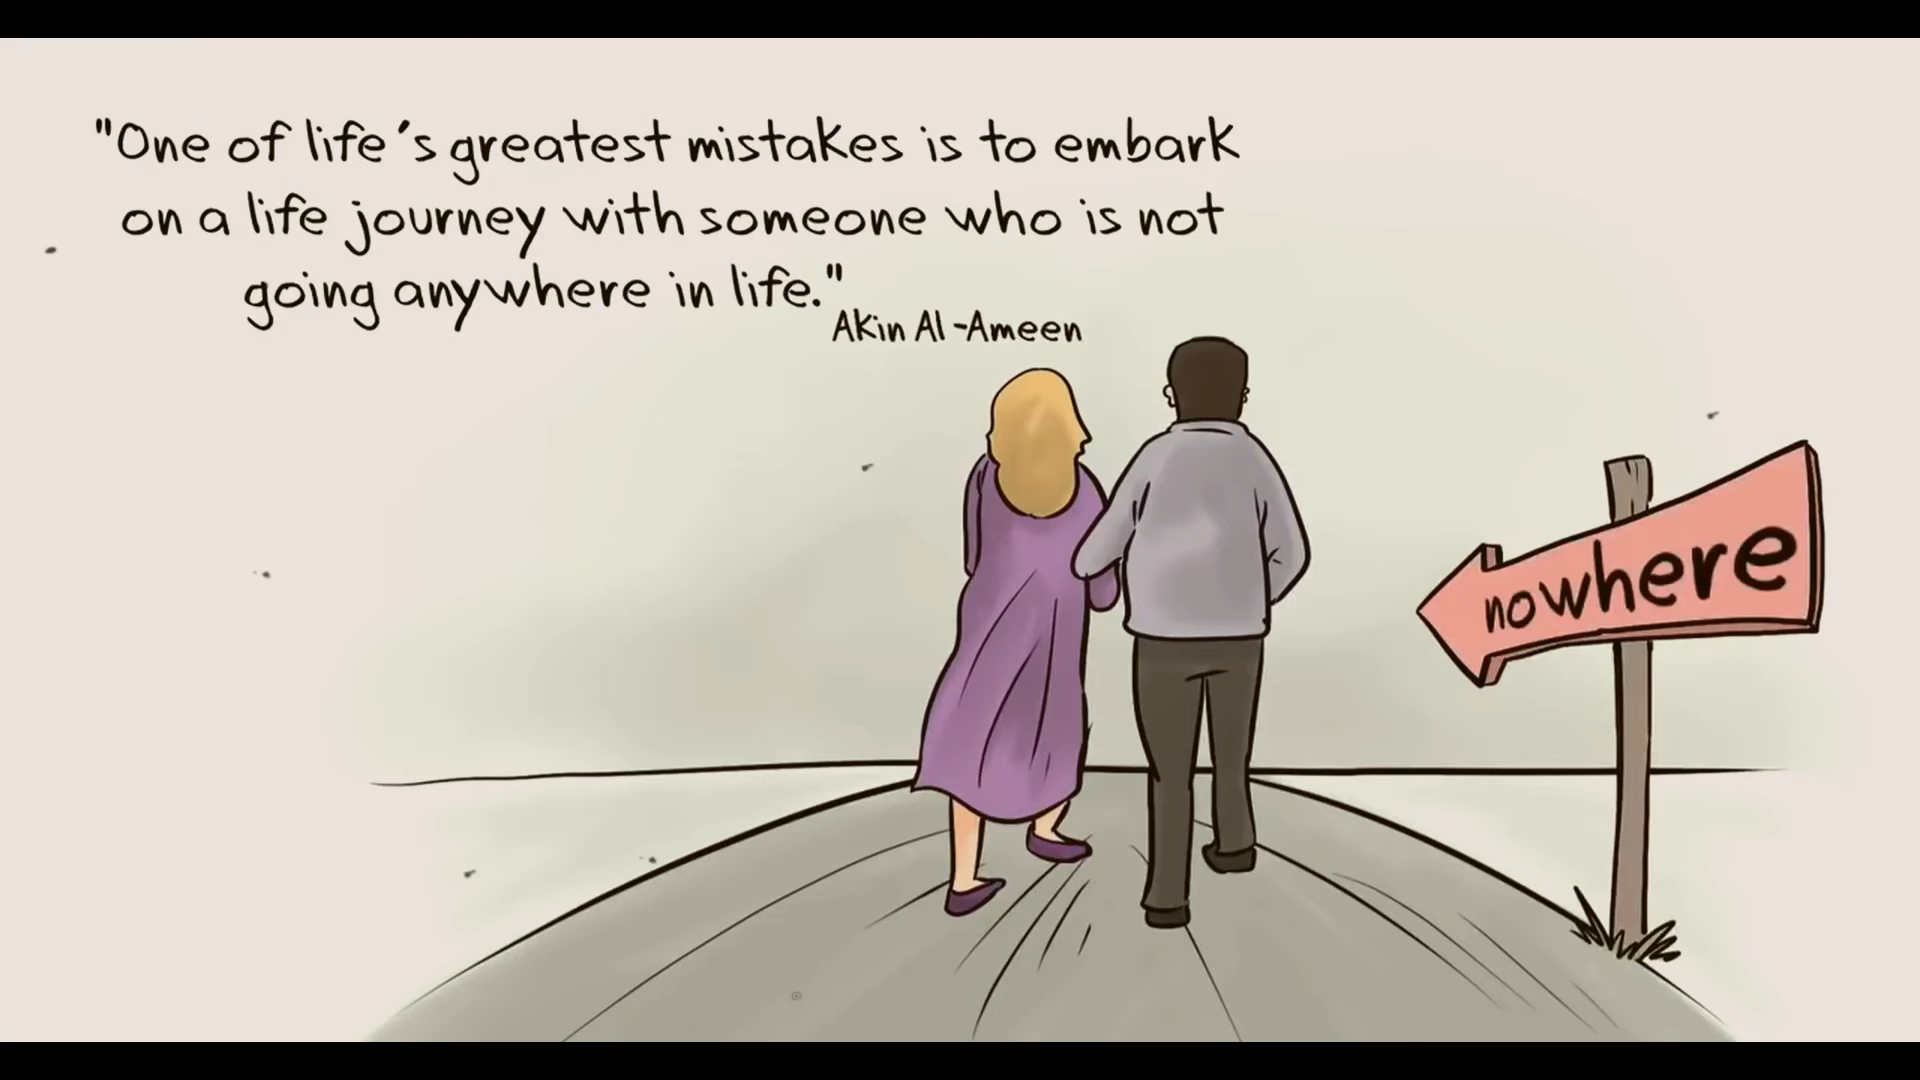 "One of life's greatest mistakes is to embark
on a life journey with someone who is not
going anywhere in life."
Akin Al-Ameen
nowhere